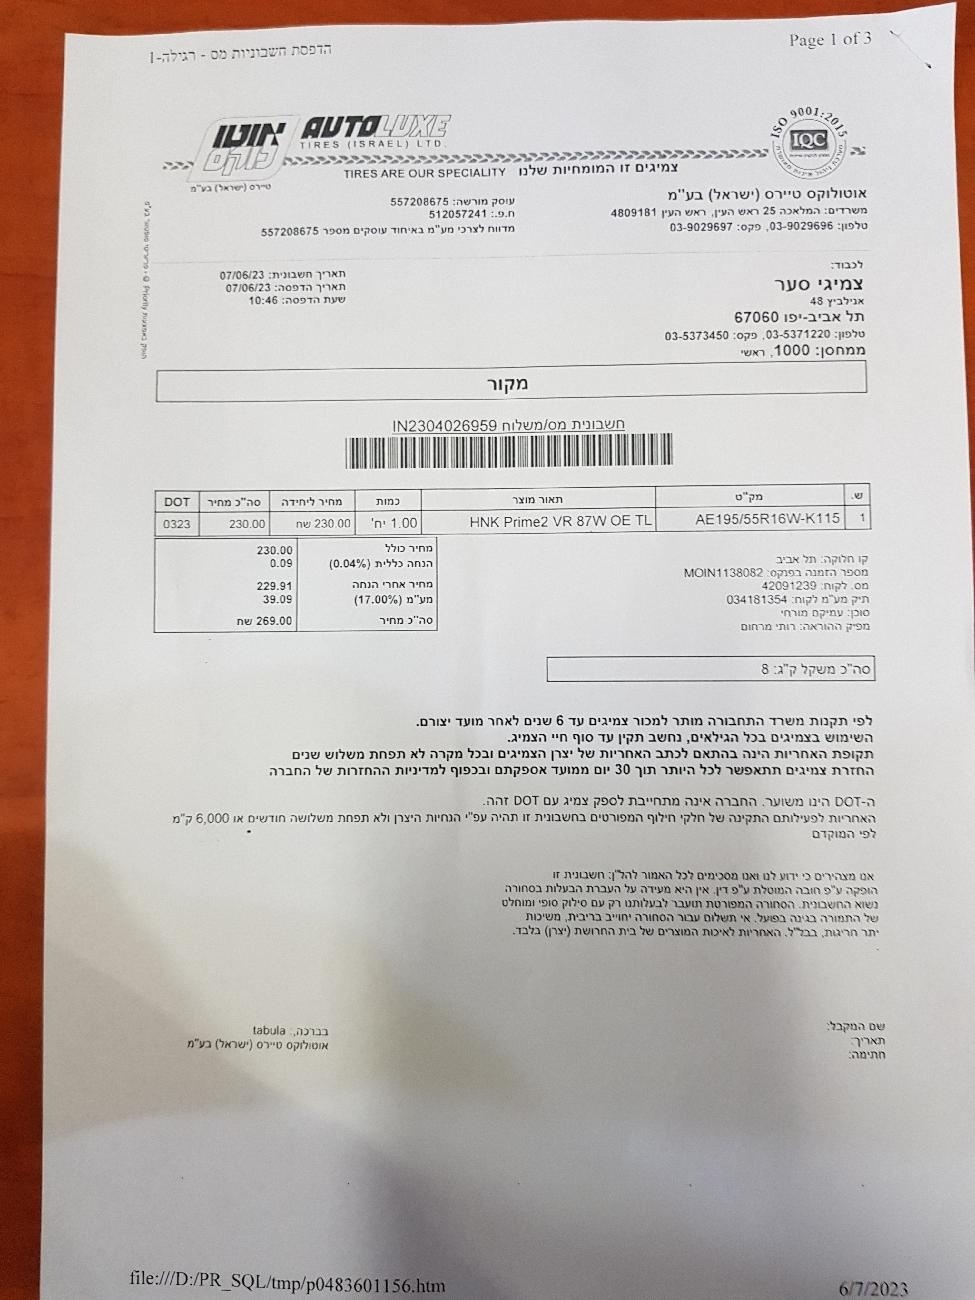 הדפסת חשבוניות מס - רגילה-1
Page 1 of 3
אוטו לוקס
AUTOLUXE
TIRES (ISRAEL) LTD.
טיירס (ישראל) בע"מ
ISO 9001:2015
IQC
צמיגים זו המומחיות שלנו TIRES ARE OUR SPECIALITY
אוטולוקס טיירס (ישראל) בע"מ
משרדים: המלאכה 25 ראש העין, ראש העין 4809181
טלפון: 03-9029696, פקס: 03-9029697
עוסק מורשה: 557208675
ח.פ.: 512057241
מדווח לצרכי מע"מ באיחוד עוסקים מספר 557208675
לכבוד:
צמיגי סער
אנילביץ 48
תל אביב-יפו 67060
טלפון: 03-5371220, פקס: 03-5373450
ממחסן: 1000, ראשי
תאריך חשבונית: 07/06/23
תאריך הדפסה: 07/06/23
שעת הדפסה: 10:46
מקור
חשבונית מס/משלוח IN2304026959
ש. מק"ט תאור מוצר כמות מחיר ליחידה סה"כ מחיר DOT
1 AE195/55R16W-K115 HNK Prime2 VR 87W OE TL 1.00 יח' 230.00 שח 230.00 0323
מחיר כולל 230.00
הנחה כללית (0.04%) 0.09
מחיר אחרי הנחה 229.91
מע"מ (17.00%) 39.09
סה"כ מחיר 269.00 שח
קו חלוקה: תל אביב
מספר הזמנה בפנקס: MOIN1138082
מס. לקוח: 42091239
תיק מע"מ לקוח: 034181354
סוכן: עמיקם מורחי
מפיק ההוראה: רותי מרחום
סה"כ משקל ק"ג: 8
לפי תקנות משרד התחבורה מותר למכור צמיגים עד 6 שנים לאחר מועד יצורם.
השימוש בצמיגים בכל הגילאים, נחשב תקין עד סוף חיי הצמיג.
תקופת האחריות הינה בהתאם לכתב האחריות של יצרן הצמיגים ובכל מקרה לא תפחת משלוש שנים
החזרת צמיגים תתאפשר לכל היותר תוך 30 יום ממועד אספקתם ובכפוף למדיניות ההחזרות של החברה
ה-DOT הינו משוער. החברה אינה מתחייבת לספק צמיג עם DOT זהה.
האחריות לפעילותם התקינה של חלקי חילוף המפורטים בחשבונית זו תהיה עפ"י הנחיות היצרן ולא תפחת משלושה חודשים או 6,000 ק"מ
לפי המוקדם
אנו מצהירים כי ידוע לנו ואנו מסכימים לכל האמור להל"ן: חשבונית זו
הופקה ע"פ חובה המוטלת ע"פ דין. אין היא מעידה על העברת הבעלות בסחורה
נשוא החשבונית. הסחורה המפורטת תועבר לבעלותנו רק עם סילוק סופי ומוחלט
של התמורה בגינה בפועל. אי תשלום עבור הסחורה יחוייב בריבית, משיכות
יתר חריגות, בבל"ל. האחריות לאיכות המוצרים של בית החרושת (יצרן) בלבד.
שם המקבל:
תאריך:
חתימה:
בברכה,: tabula
אוטולוקס טיירס (ישראל) בע"מ
file:///D:/PR_SQL/tmp/p0483601156.htm
6/7/2023